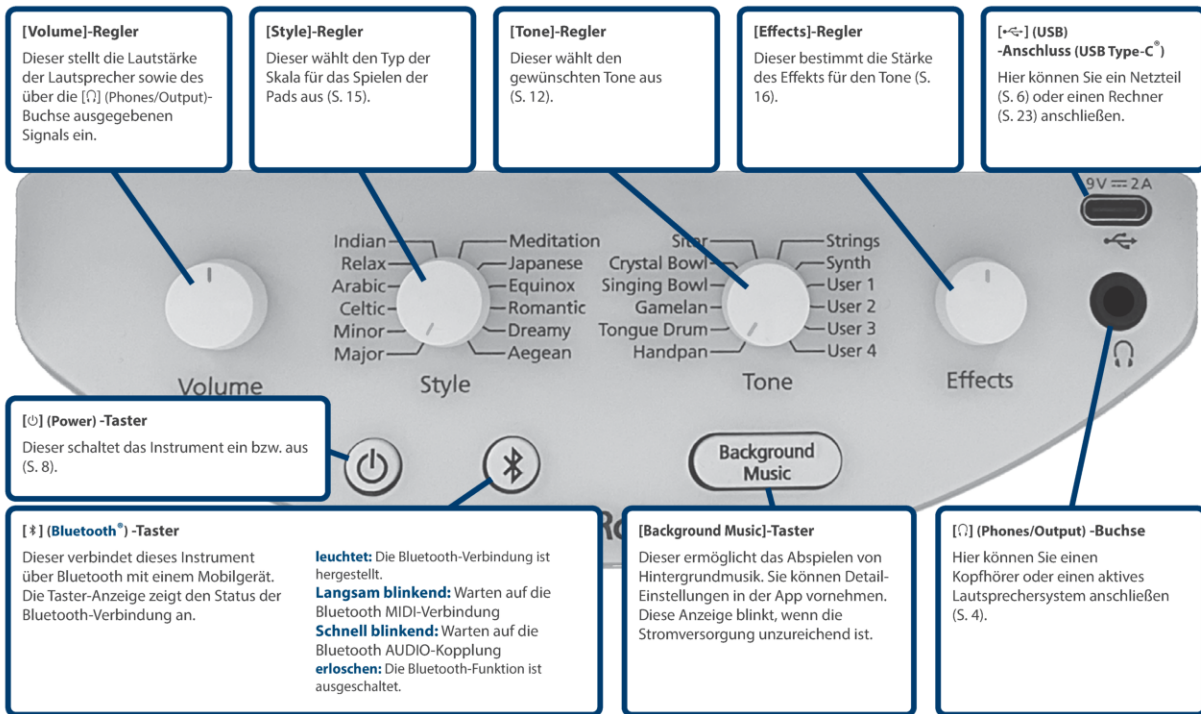 [Volume]-Regler
Dieser stellt die Lautstärke
der Lautsprecher sowie des
über die [🎧] (Phones/Output)-
Buchse ausgegebenen
Signals ein.
[Style]-Regler
Dieser wählt den Typ der
Skala für das Spielen der
Pads aus (S. 15).
[Tone]-Regler
Dieser wählt den
gewünschten Tone aus
(S. 12).
[Effects]-Regler
Dieser bestimmt die Stärke
des Effekts für den Tone (S.
16).
[USB] (USB)
-Anschluss (USB Type-C®)
Hier können Sie ein Netzteil
(S. 6) oder einen Rechner
(S. 23) anschließen.
9V⎓2A
Indian
Relax
Arabic
Celtic
Minor
Major
Meditation
Japanese
Equinox
Romantic
Dreamy
Aegean
Sitar
Crystal Bowl
Singing Bowl
Gamelan
Tongue Drum
Handpan
Strings
Synth
User 1
User 2
User 3
User 4
Volume
Style
Tone
Effects
[⏻] (Power) -Taster
Dieser schaltet das Instrument ein bzw. aus
(S. 8).
Background
Music
[Bluetooth] (Bluetooth®) -Taster
Dieser verbindet dieses Instrument
über Bluetooth mit einem Mobilgerät.
Die Taster-Anzeige zeigt den Status der
Bluetooth-Verbindung an.
leuchtet: Die Bluetooth-Verbindung ist
hergestellt.
Langsam blinkend: Warten auf die
Bluetooth MIDI-Verbindung
Schnell blinkend: Warten auf die
Bluetooth AUDIO-Kopplung
erloschen: Die Bluetooth-Funktion ist
ausgeschaltet.
[Background Music]-Taster
Dieser ermöglicht das Abspielen von
Hintergrundmusik. Sie können Detail-
Einstellungen in der App vornehmen.
Diese Anzeige blinkt, wenn die
Stromversorgung unzureichend ist.
[🎧] (Phones/Output) -Buchse
Hier können Sie einen
Kopfhörer oder einen aktives
Lautsprechersystem anschließen
(S. 4).